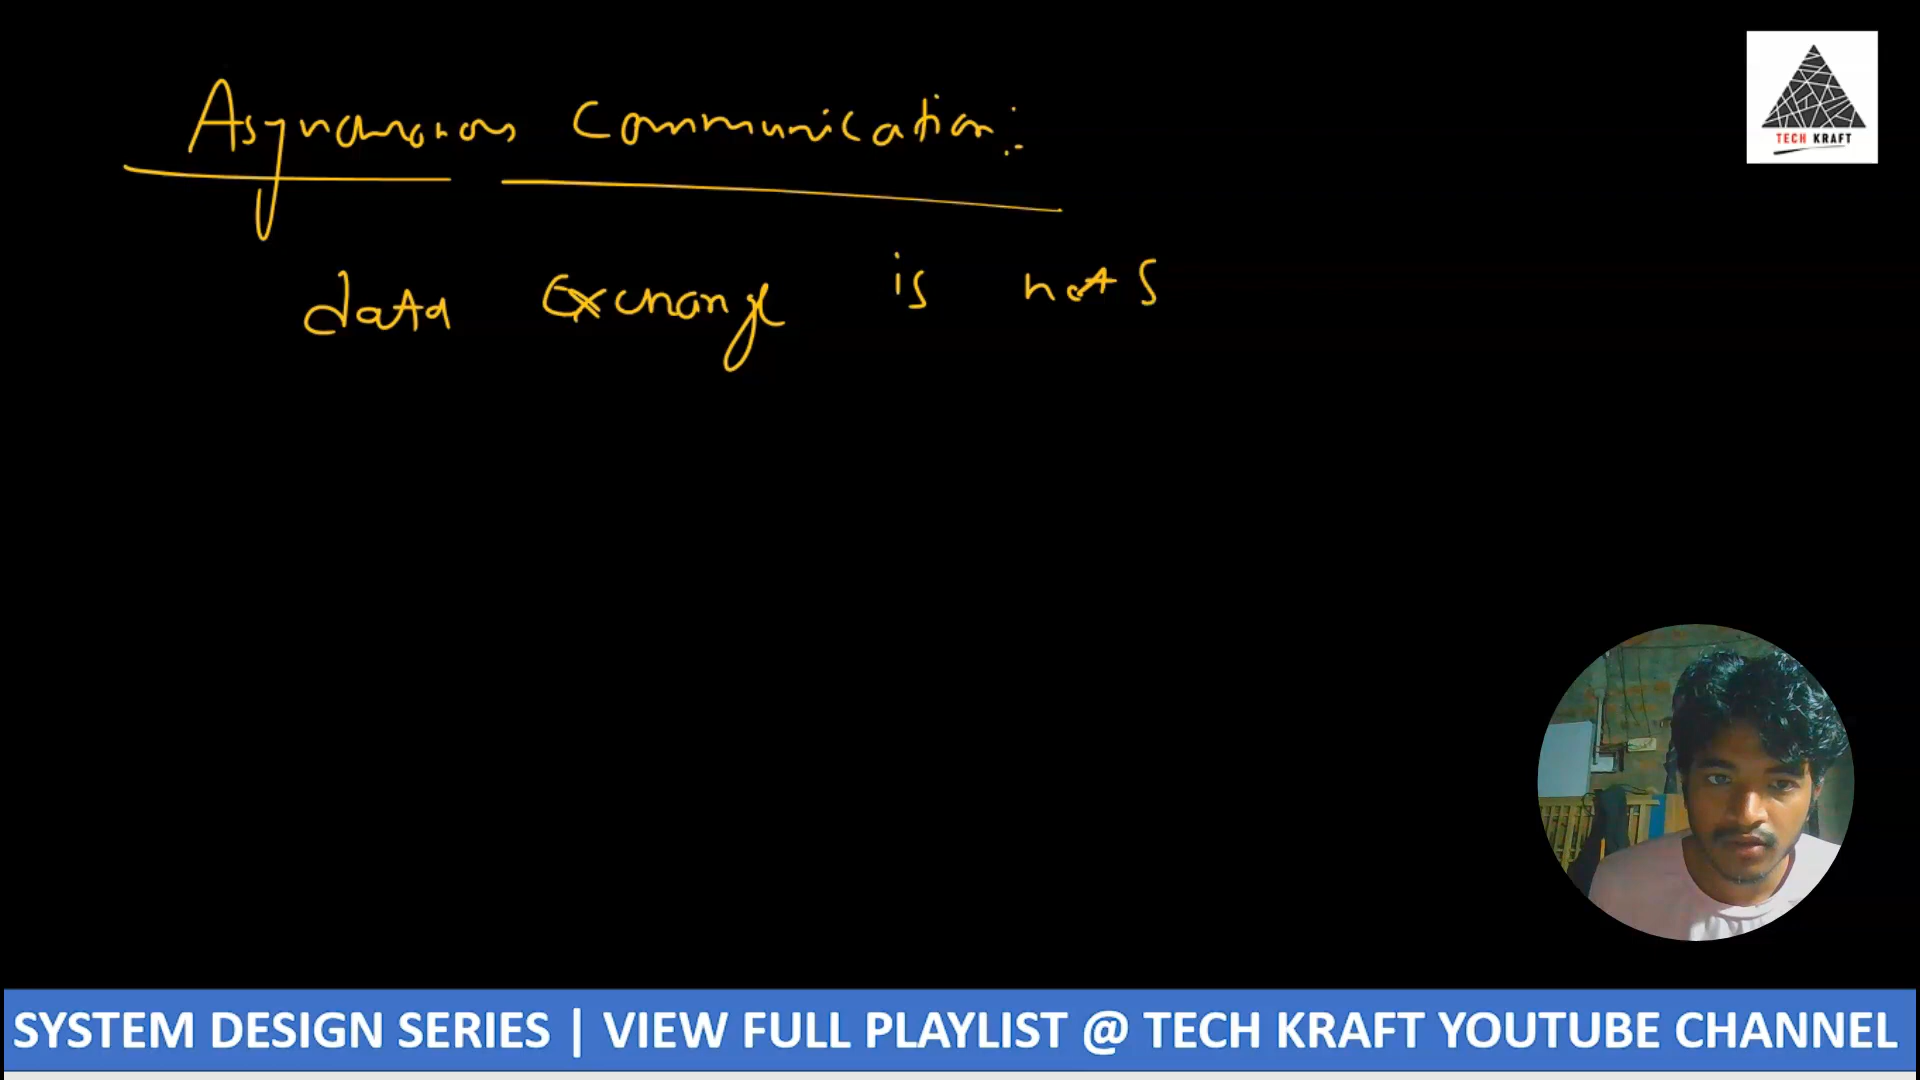 Asynchronous Communication:-
data Exchange is not s
TECH KRAFT
SYSTEM DESIGN SERIES | VIEW FULL PLAYLIST @ TECH KRAFT YOUTUBE CHANNEL